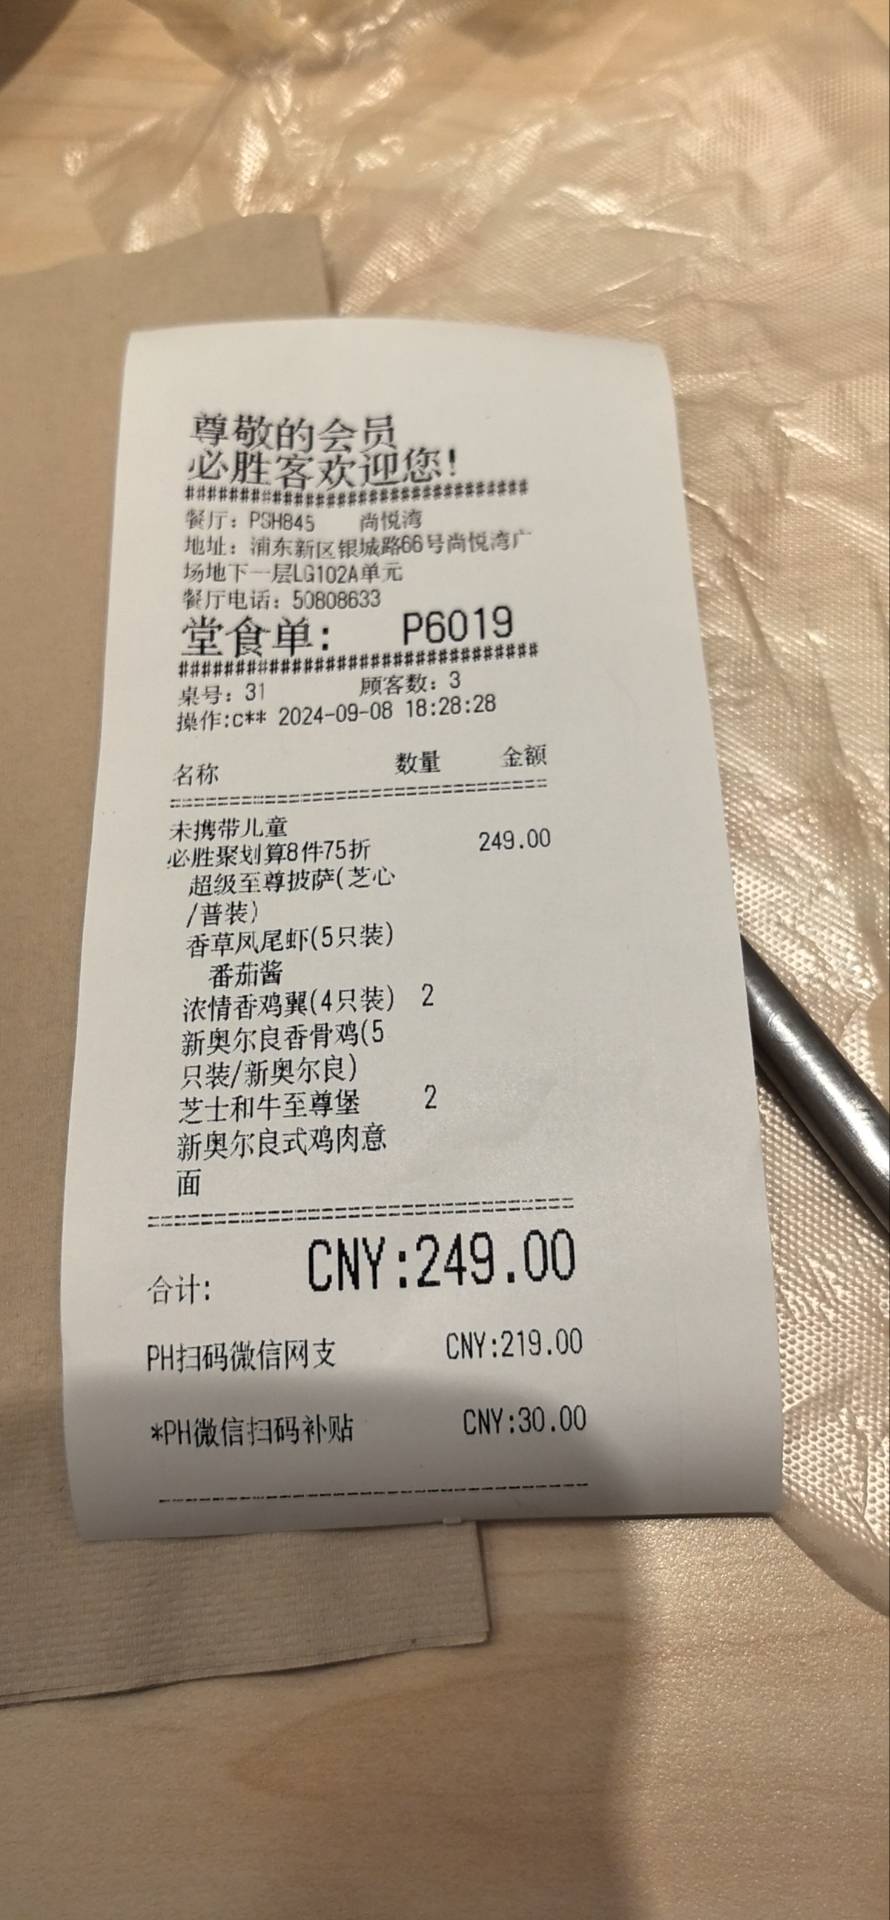 尊敬的会员
必胜客欢迎您!
########################################
餐厅: PSH845 尚悦湾
地址: 浦东新区银城路66号尚悦湾广
场地下一层LG102A单元
餐厅电话: 50808633
堂食单: P6019
########################################
桌号: 31 顾客数: 3
操作:c** 2024-09-08 18:28:28
名称 数量 金额
========================================
未携带儿童
必胜聚划算8件75折 249.00
超级至尊披萨(芝心
/普装)
香草凤尾虾(5只装)
番茄酱
浓情香鸡翼(4只装) 2
新奥尔良香骨鸡(5
只装/新奥尔良)
芝士和牛至尊堡 2
新奥尔良式鸡肉意
面
========================================
合计: CNY:249.00
PH扫码微信网支 CNY:219.00
*PH微信扫码补贴 CNY:30.00
----------------------------------------